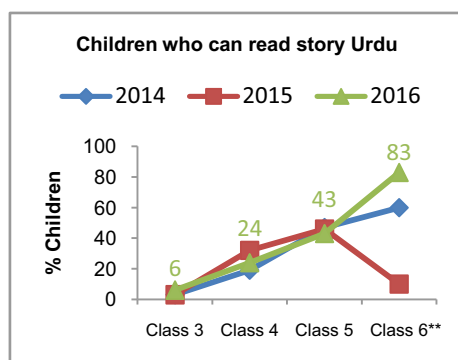 Children who can read story Urdu
2014 2015 2016
% Children
100
80
60
40
20
0
6
24
43
83
Class 3 Class 4 Class 5 Class 6**